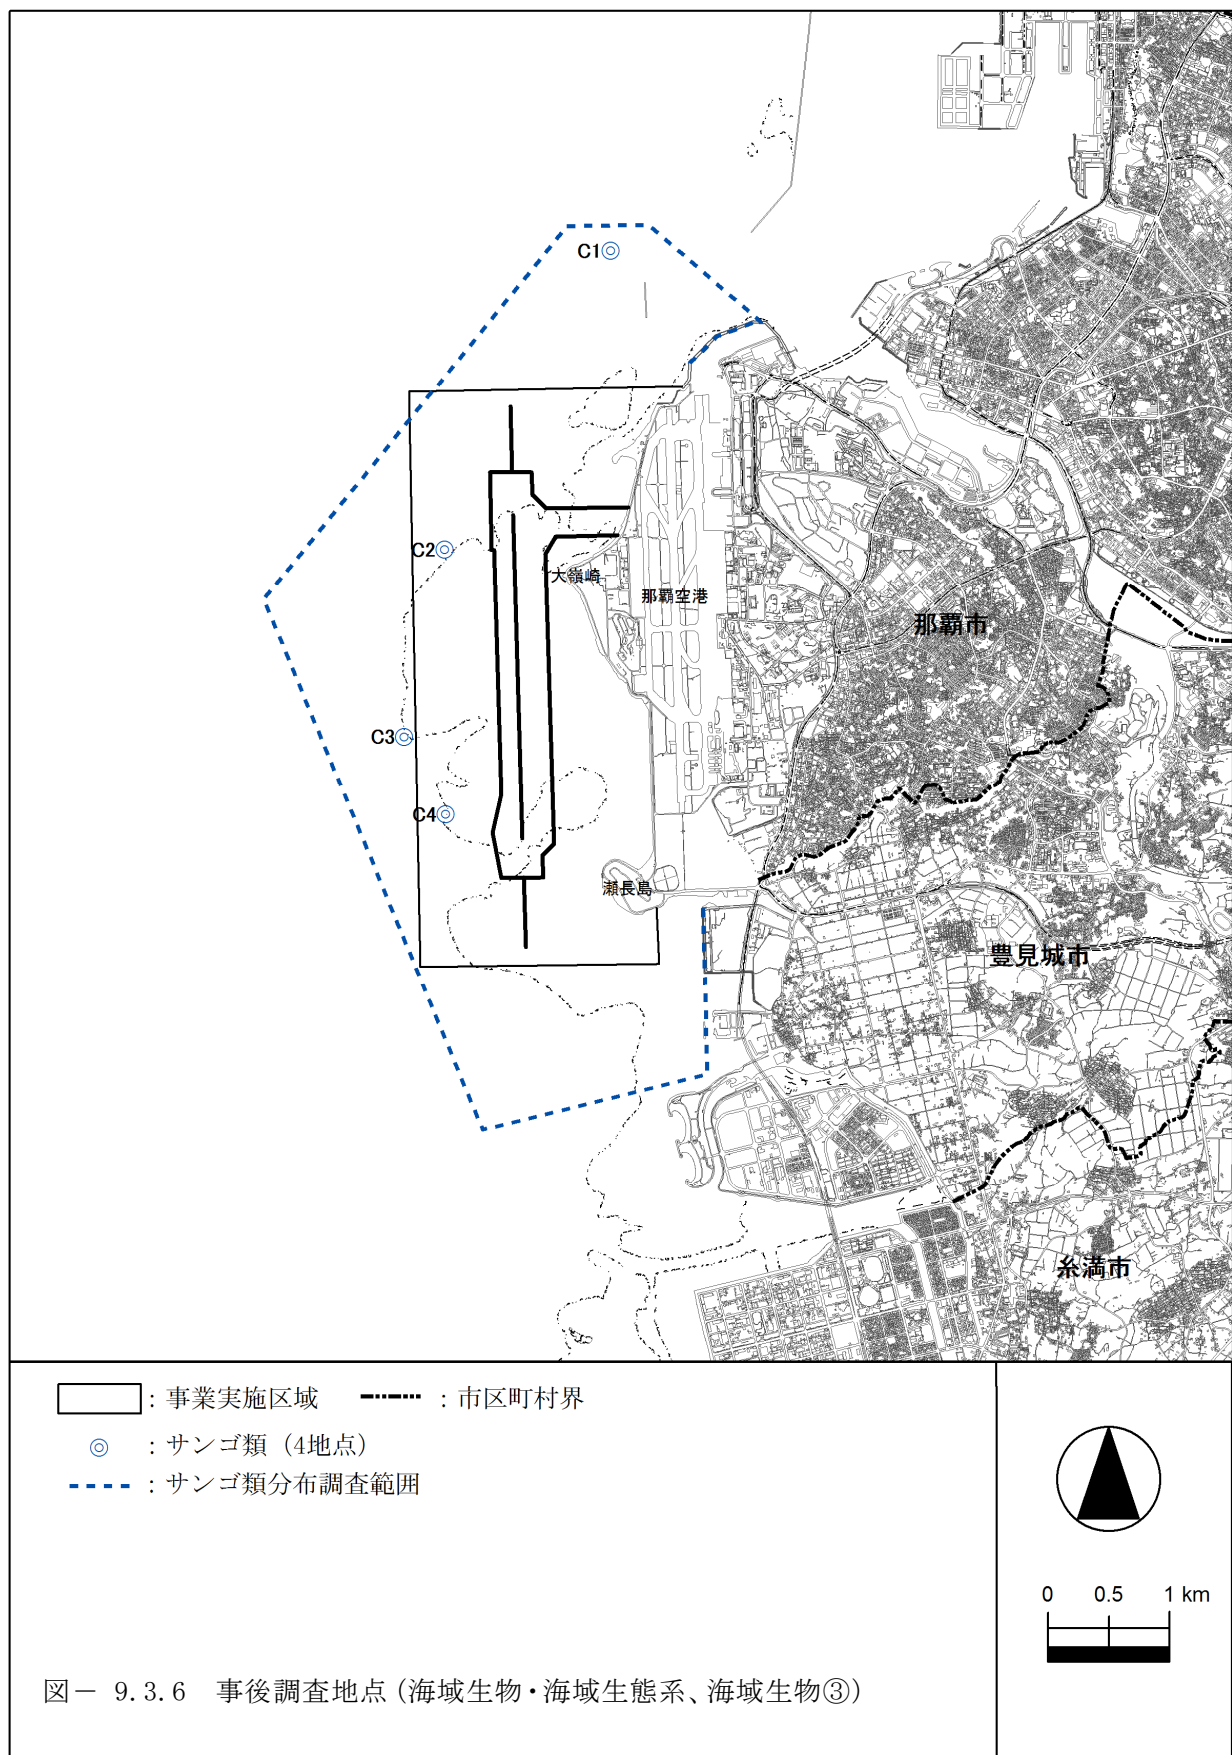 C1
C2
大嶺崎
那覇空港
那覇市
C3
C4
瀬長島
豊見城市
糸満市
：事業実施区域
：市区町村界
：サンゴ類（4地点）
：サンゴ類分布調査範囲
0 0.5 1 km
図－ 9.3.6 事後調査地点（海域生物・海域生態系、海域生物③）